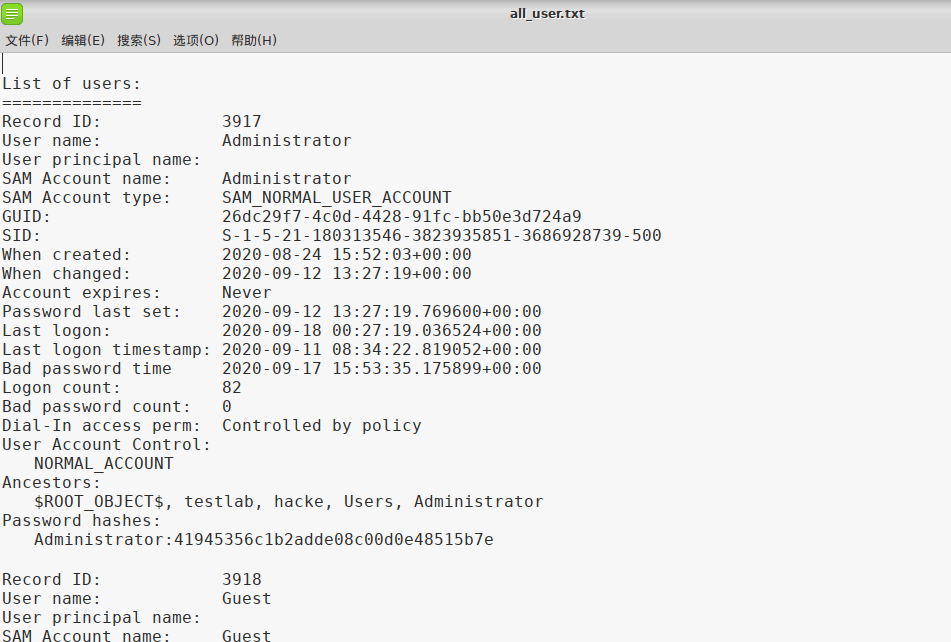 all_user.txt
文件(F) 编辑(E) 搜索(S) 选项(O) 帮助(H)
List of users:
==============
Record ID: 3917
User name: Administrator
User principal name:
SAM Account name: Administrator
SAM Account type: SAM_NORMAL_USER_ACCOUNT
GUID: 26dc29f7-4c0d-4428-91fc-bb50e3d724a9
SID: S-1-5-21-180313546-3823935851-3686928739-500
When created: 2020-08-24 15:52:03+00:00
When changed: 2020-09-12 13:27:19+00:00
Account expires: Never
Password last set: 2020-09-12 13:27:19.769600+00:00
Last logon: 2020-09-18 00:27:19.036524+00:00
Last logon timestamp: 2020-09-11 08:34:22.819052+00:00
Bad password time 2020-09-17 15:53:35.175899+00:00
Logon count: 82
Bad password count: 0
Dial-In access perm: Controlled by policy
User Account Control:
NORMAL_ACCOUNT
Ancestors:
$ROOT_OBJECT$, testlab, hacke, Users, Administrator
Password hashes:
Administrator:41945356c1b2adde08c00d0e48515b7e
Record ID: 3918
User name: Guest
User principal name:
SAM Account name: Guest